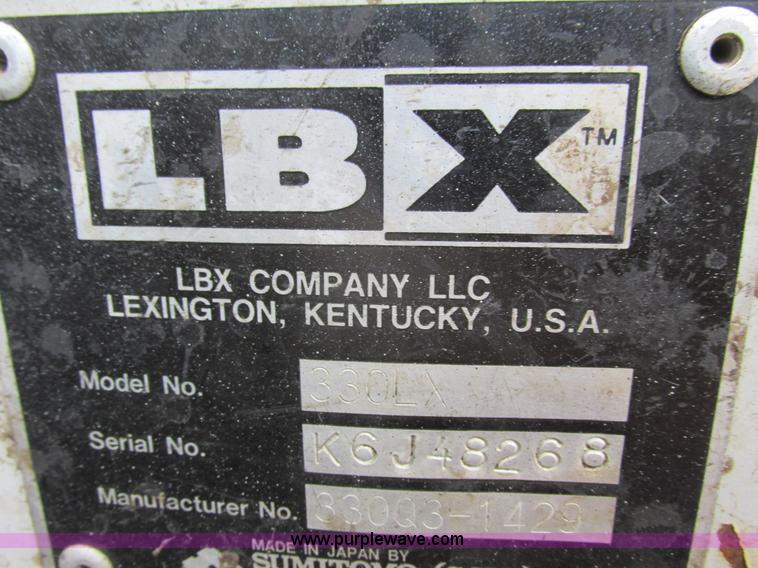 LBX™
LBX COMPANY LLC
LEXINGTON, KENTUCKY, U.S.A.
Model No. 330LX
Serial No. K6J48268
Manufacturer No. 330Q3-1429
MADE IN JAPAN BY
www.purplewave.com
SUMITOMO